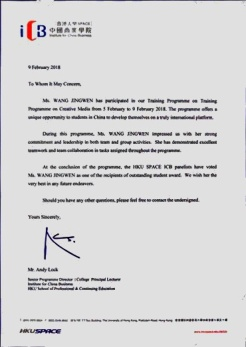 iCB
香港大學 SPACE
中國商業學院
Institute for China Business
9 February 2018
To Whom It May Concern,
Ms. WANG JINGWEN has participated in our Training Programme on Training
Programme on Creative Media from 5 February to 9 February 2018. The programme offers a
unique opportunity to students in China to develop themselves on a truly international platform.
During this programme, Ms. WANG JINGWEN impressed us with her strong
commitment and leadership to both team and group activities. She has demonstrated excellent
teamwork and team collaboration in tasks assigned throughout the programme.
At the conclusion of the programme, the HKU SPACE ICB panelists have voted
Ms. WANG JINGWEN as one of the recipients of outstanding student award. We wish her the
very best in any future endeavors.
Should you have any other questions, please feel free to contact the undersigned.
Yours Sincerely,
Mr. Andy Lock
Senior Programme Director / College Principal Lecturer
Institute for China Business
HKU School of Professional & Continuing Education
HKU SPACE